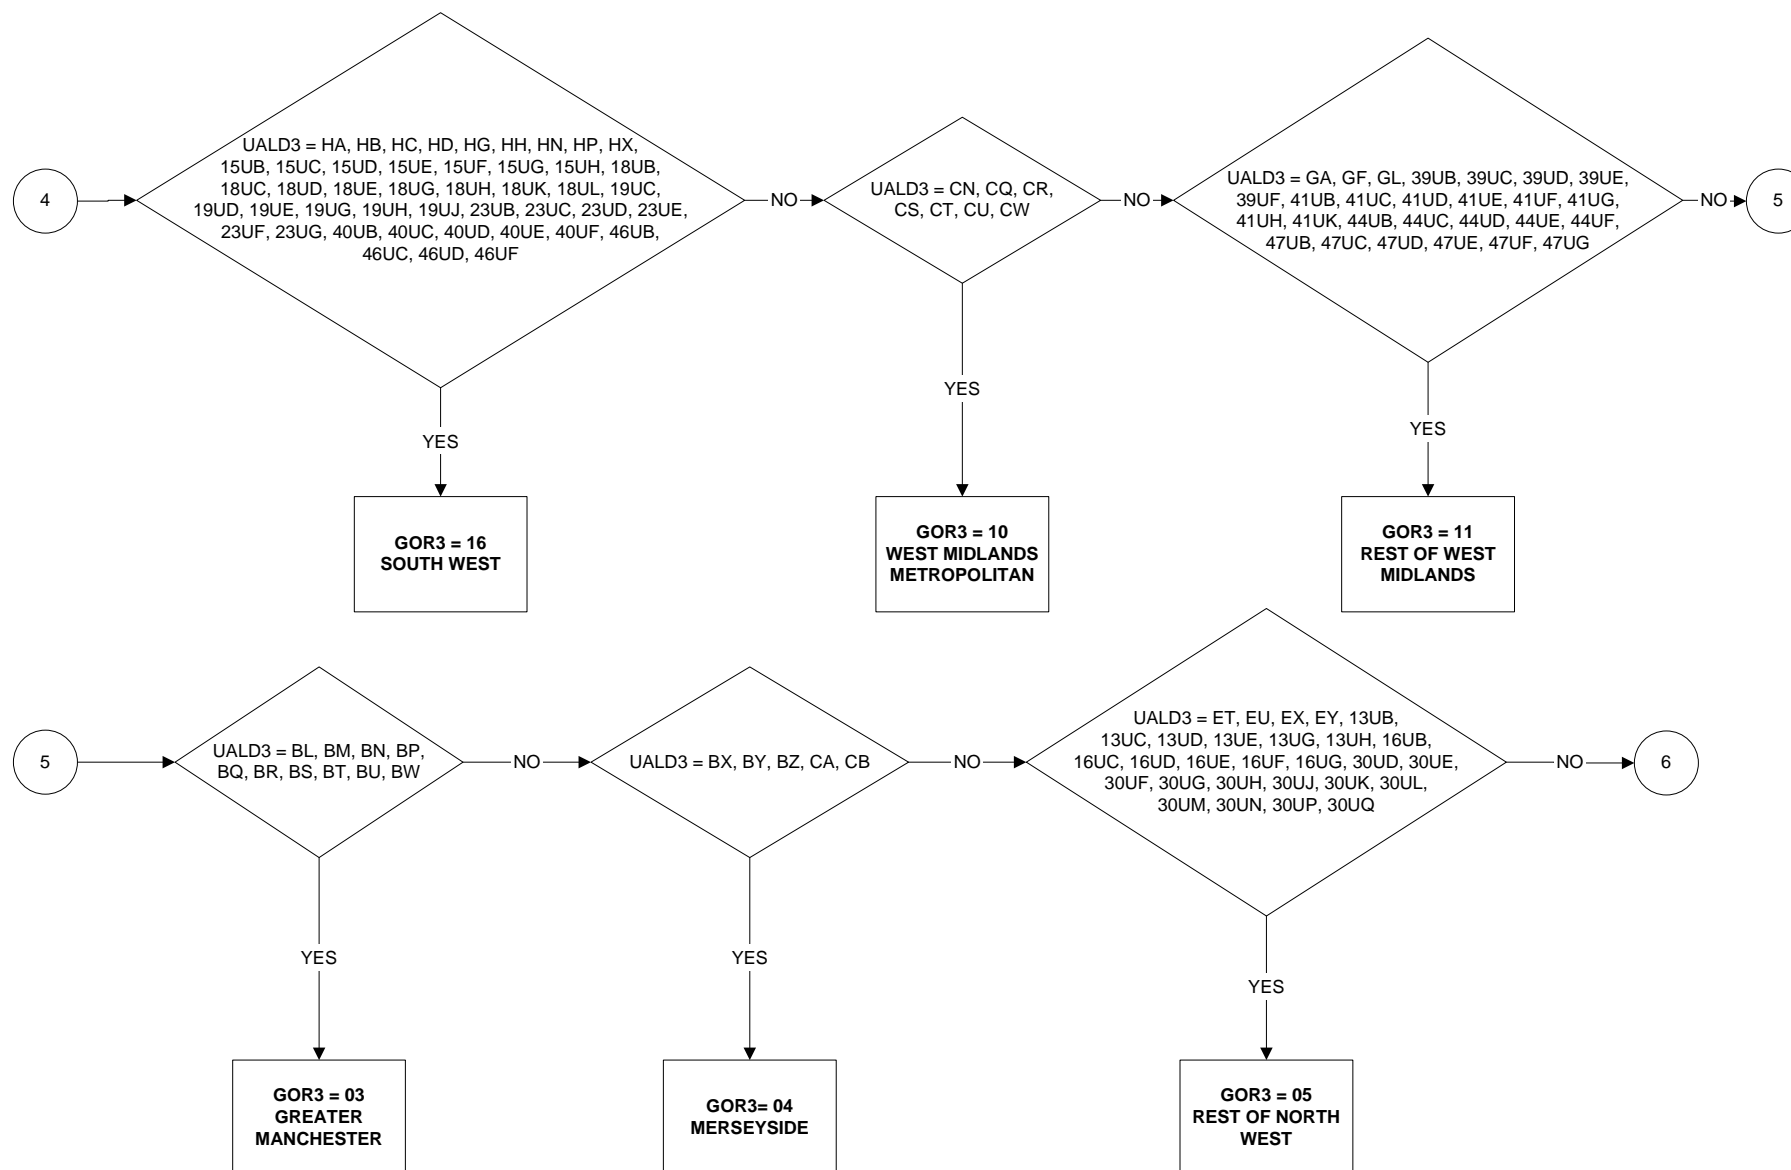 4
UALD3 = HA, HB, HC, HD, HG, HH, HN, HP, HX,
15UB, 15UC, 15UD, 15UE, 15UF, 15UG, 15UH, 18UB,
18UC, 18UD, 18UE, 18UG, 18UH, 18UK, 18UL, 19UC,
19UD, 19UE, 19UG, 19UH, 19UJ, 23UB, 23UC, 23UD, 23UE,
23UF, 23UG, 40UB, 40UC, 40UD, 40UE, 40UF, 46UB,
46UC, 46UD, 46UF
NO
UALD3 = CN, CQ, CR,
CS, CT, CU, CW
NO
UALD3 = GA, GF, GL, 39UB, 39UC, 39UD, 39UE,
39UF, 41UB, 41UC, 41UD, 41UE, 41UF, 41UG,
41UH, 41UK, 44UB, 44UC, 44UD, 44UE, 44UF,
47UB, 47UC, 47UD, 47UE, 47UF, 47UG
NO
5
YES
YES
YES
GOR3 = 16
SOUTH WEST
GOR3 = 10
WEST MIDLANDS
METROPOLITAN
GOR3 = 11
REST OF WEST
MIDLANDS
5
UALD3 = BL, BM, BN, BP,
BQ, BR, BS, BT, BU, BW
NO
UALD3 = BX, BY, BZ, CA, CB
NO
UALD3 = ET, EU, EX, EY, 13UB,
13UC, 13UD, 13UE, 13UG, 13UH, 16UB,
16UC, 16UD, 16UE, 16UF, 16UG, 30UD, 30UE,
30UF, 30UG, 30UH, 30UJ, 30UK, 30UL,
30UM, 30UN, 30UP, 30UQ
NO
6
YES
YES
YES
GOR3 = 03
GREATER
MANCHESTER
GOR3= 04
MERSEYSIDE
GOR3 = 05
REST OF NORTH
WEST